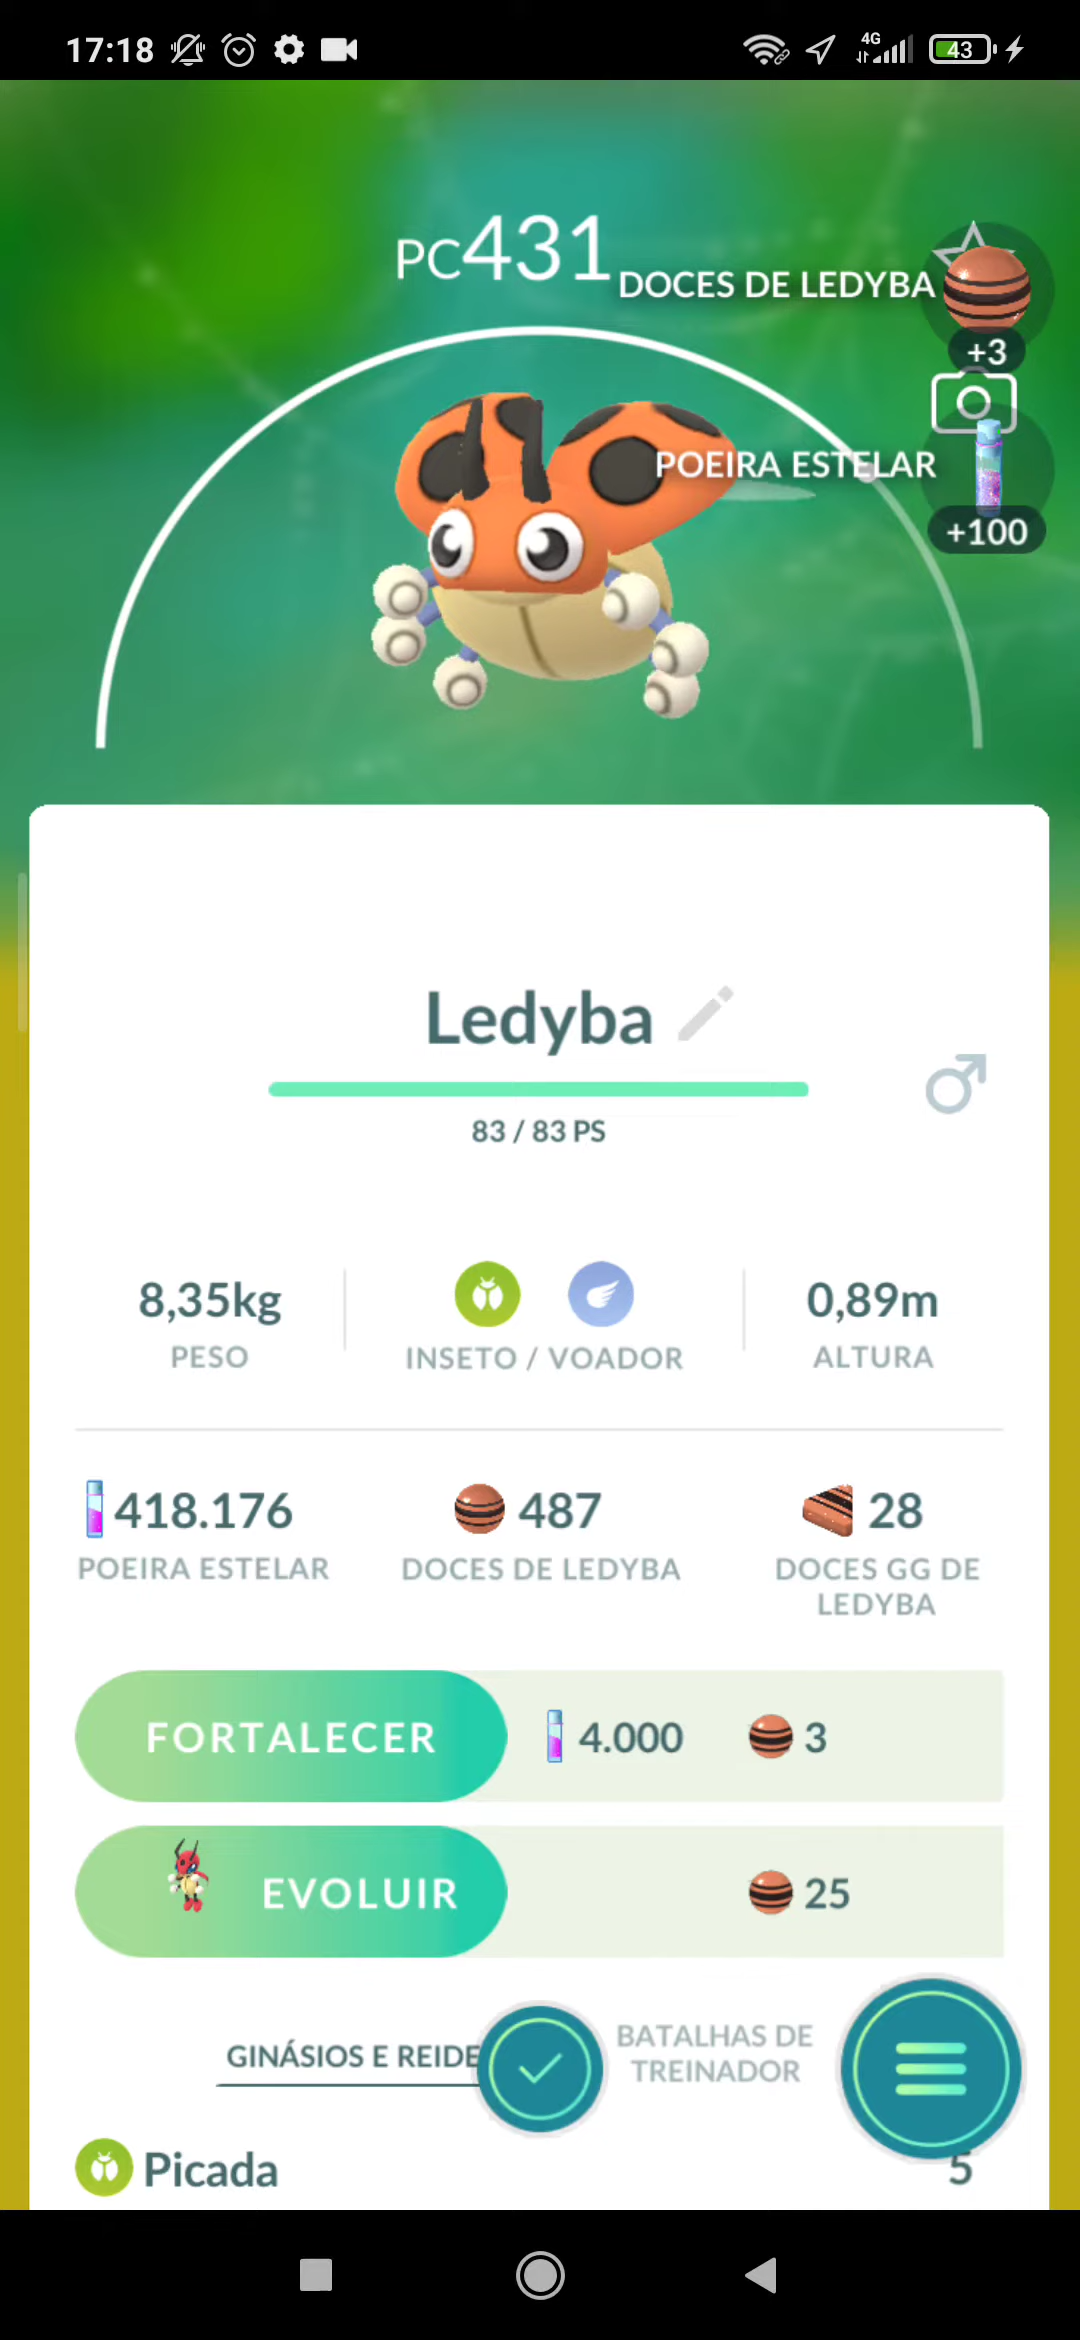 17:18
4G
43
PC431
DOCES DE LEDYBA
+3
POEIRA ESTELAR
+100
Ledyba
83 / 83 PS
8,35kg
PESO
INSETO / VOADOR
0,89m
ALTURA
418.176
POEIRA ESTELAR
487
DOCES DE LEDYBA
28
DOCES GG DE
LEDYBA
FORTALECER
4.000
3
EVOLUIR
25
GINÁSIOS E REIDE
BATALHAS DE
TREINADOR
Picada
5